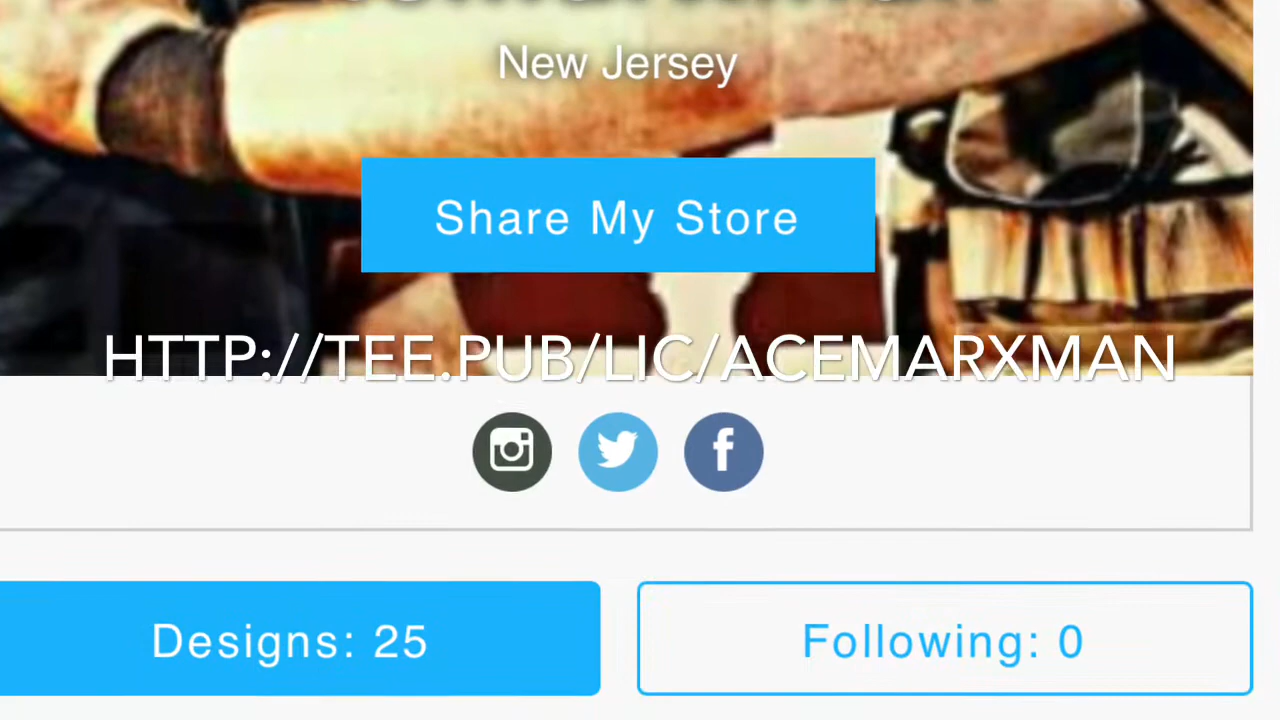 New Jersey
Share My Store
HTTP://TEE.PUB/LIC/ACEMARXMAN
Designs: 25
Following: 0